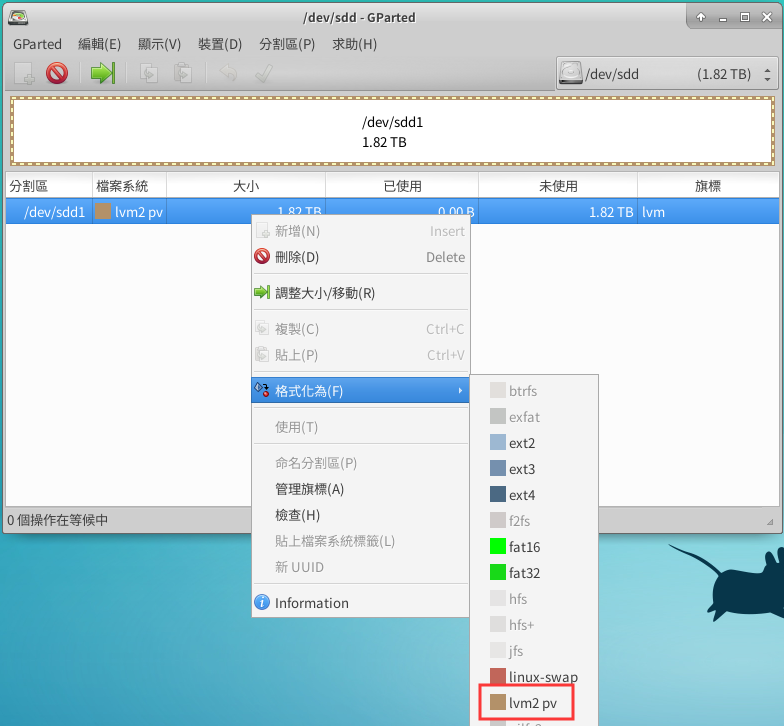 /dev/sdd - GParted
GParted 編輯(E) 顯示(V) 裝置(D) 分割區(P) 求助(H)
/dev/sdd (1.82 TB)
/dev/sdd1
1.82 TB
分割區 檔案系統 大小 已使用 未使用 旗標
/dev/sdd1 lvm2 pv 1.82 TB 0.00 B 1.82 TB lvm
新增(N) Insert
刪除(D) Delete
調整大小/移動(R)
複製(C) Ctrl+C
貼上(P) Ctrl+V
格式化為(F)
使用(T)
命名分割區(P)
管理旗標(A)
檢查(H)
貼上檔案系統標籤(L)
新 UUID
Information
btrfs
exfat
ext2
ext3
ext4
f2fs
fat16
fat32
hfs
hfs+
jfs
linux-swap
lvm2 pv
0 個操作在等候中